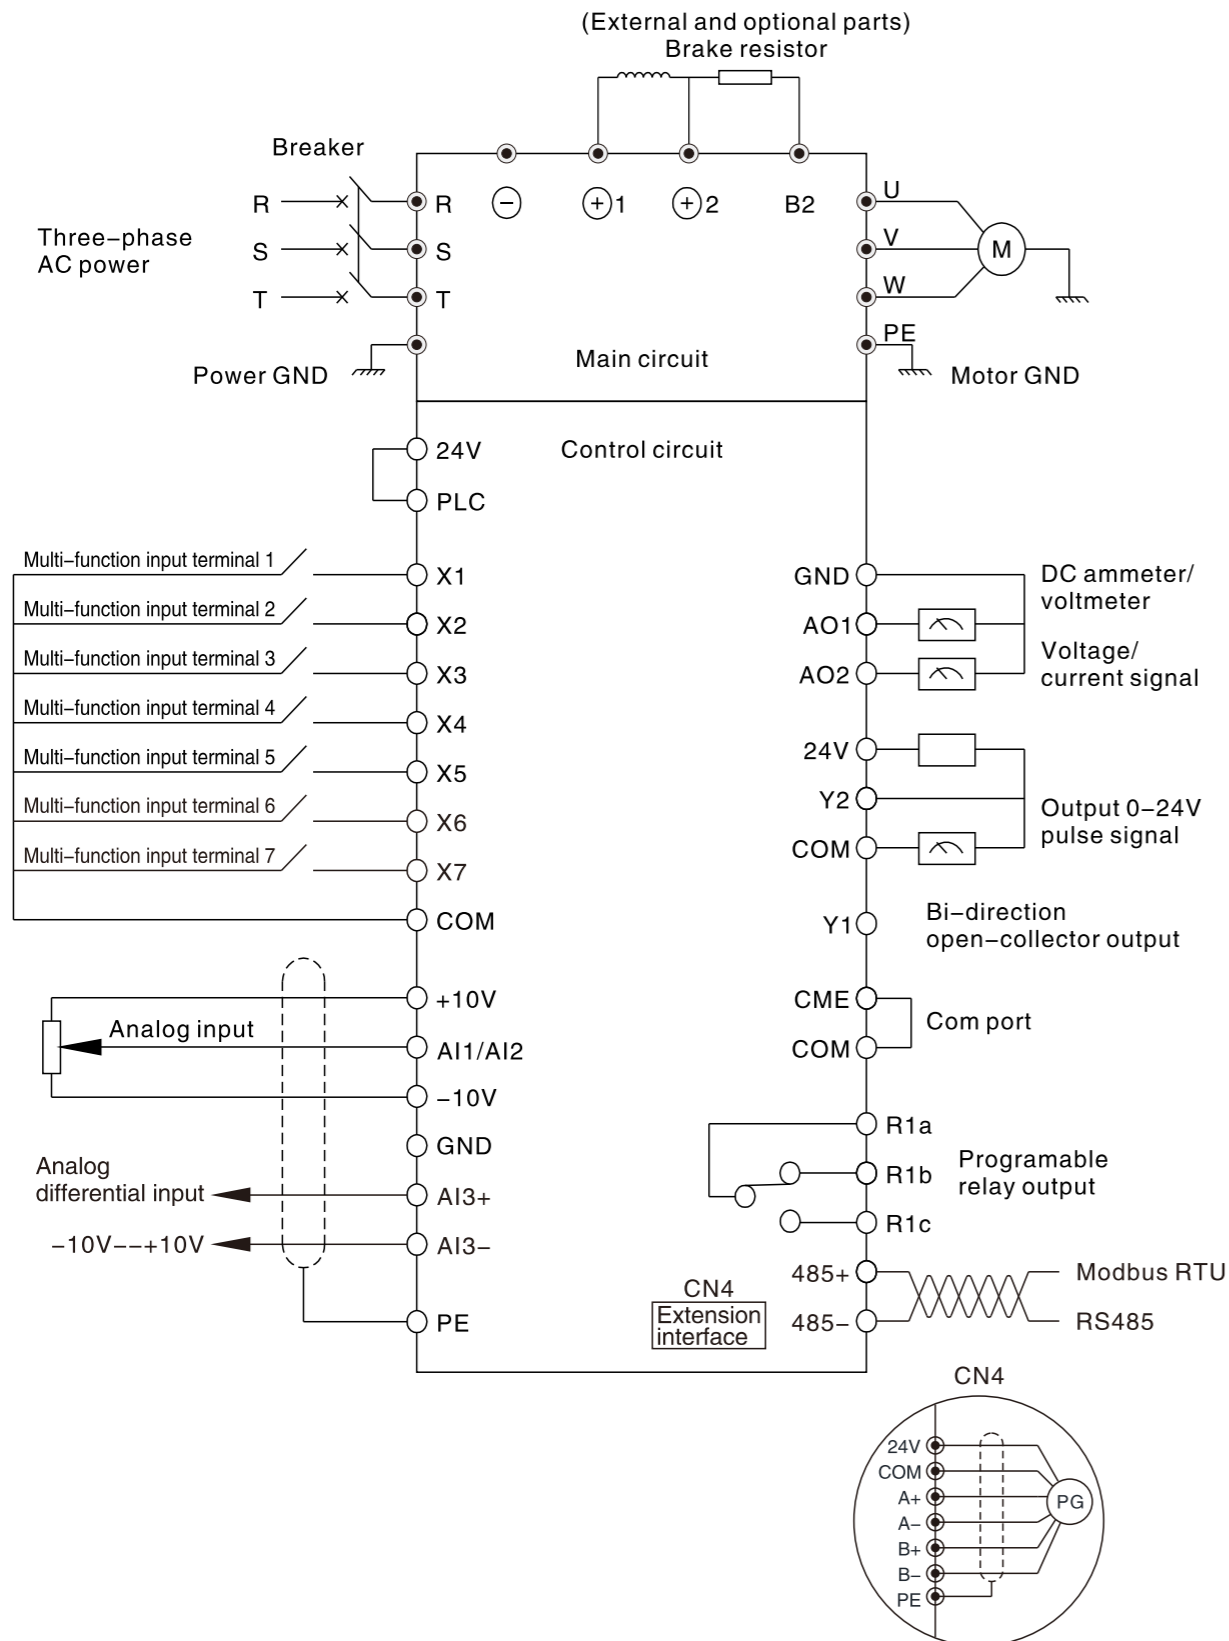 (External and optional parts)
Brake resistor
Breaker
R
S
T
Three–phase
AC power
R
S
T
−
+ 1
+ 2
B2
U
V
W
M
PE
Power GND
Main circuit
Motor GND
Control circuit
24V
PLC
Multi–function input terminal 1
X1
Multi–function input terminal 2
X2
Multi–function input terminal 3
X3
Multi–function input terminal 4
X4
Multi–function input terminal 5
X5
Multi–function input terminal 6
X6
Multi–function input terminal 7
X7
COM
+10V
Analog input
AI1/AI2
–10V
GND
Analog
differential input
AI3+
–10V––+10V
AI3–
PE
GND
AO1
AO2
DC ammeter/
voltmeter
Voltage/
current signal
24V
Y2
COM
Output 0–24V
pulse signal
Y1
Bi–direction
open–collector output
CME
COM
Com port
R1a
R1b
R1c
Programable
relay output
CN4
Extension
interface
485+
485–
Modbus RTU
RS485
CN4
24V
COM
A+
A–
B+
B–
PE
PG